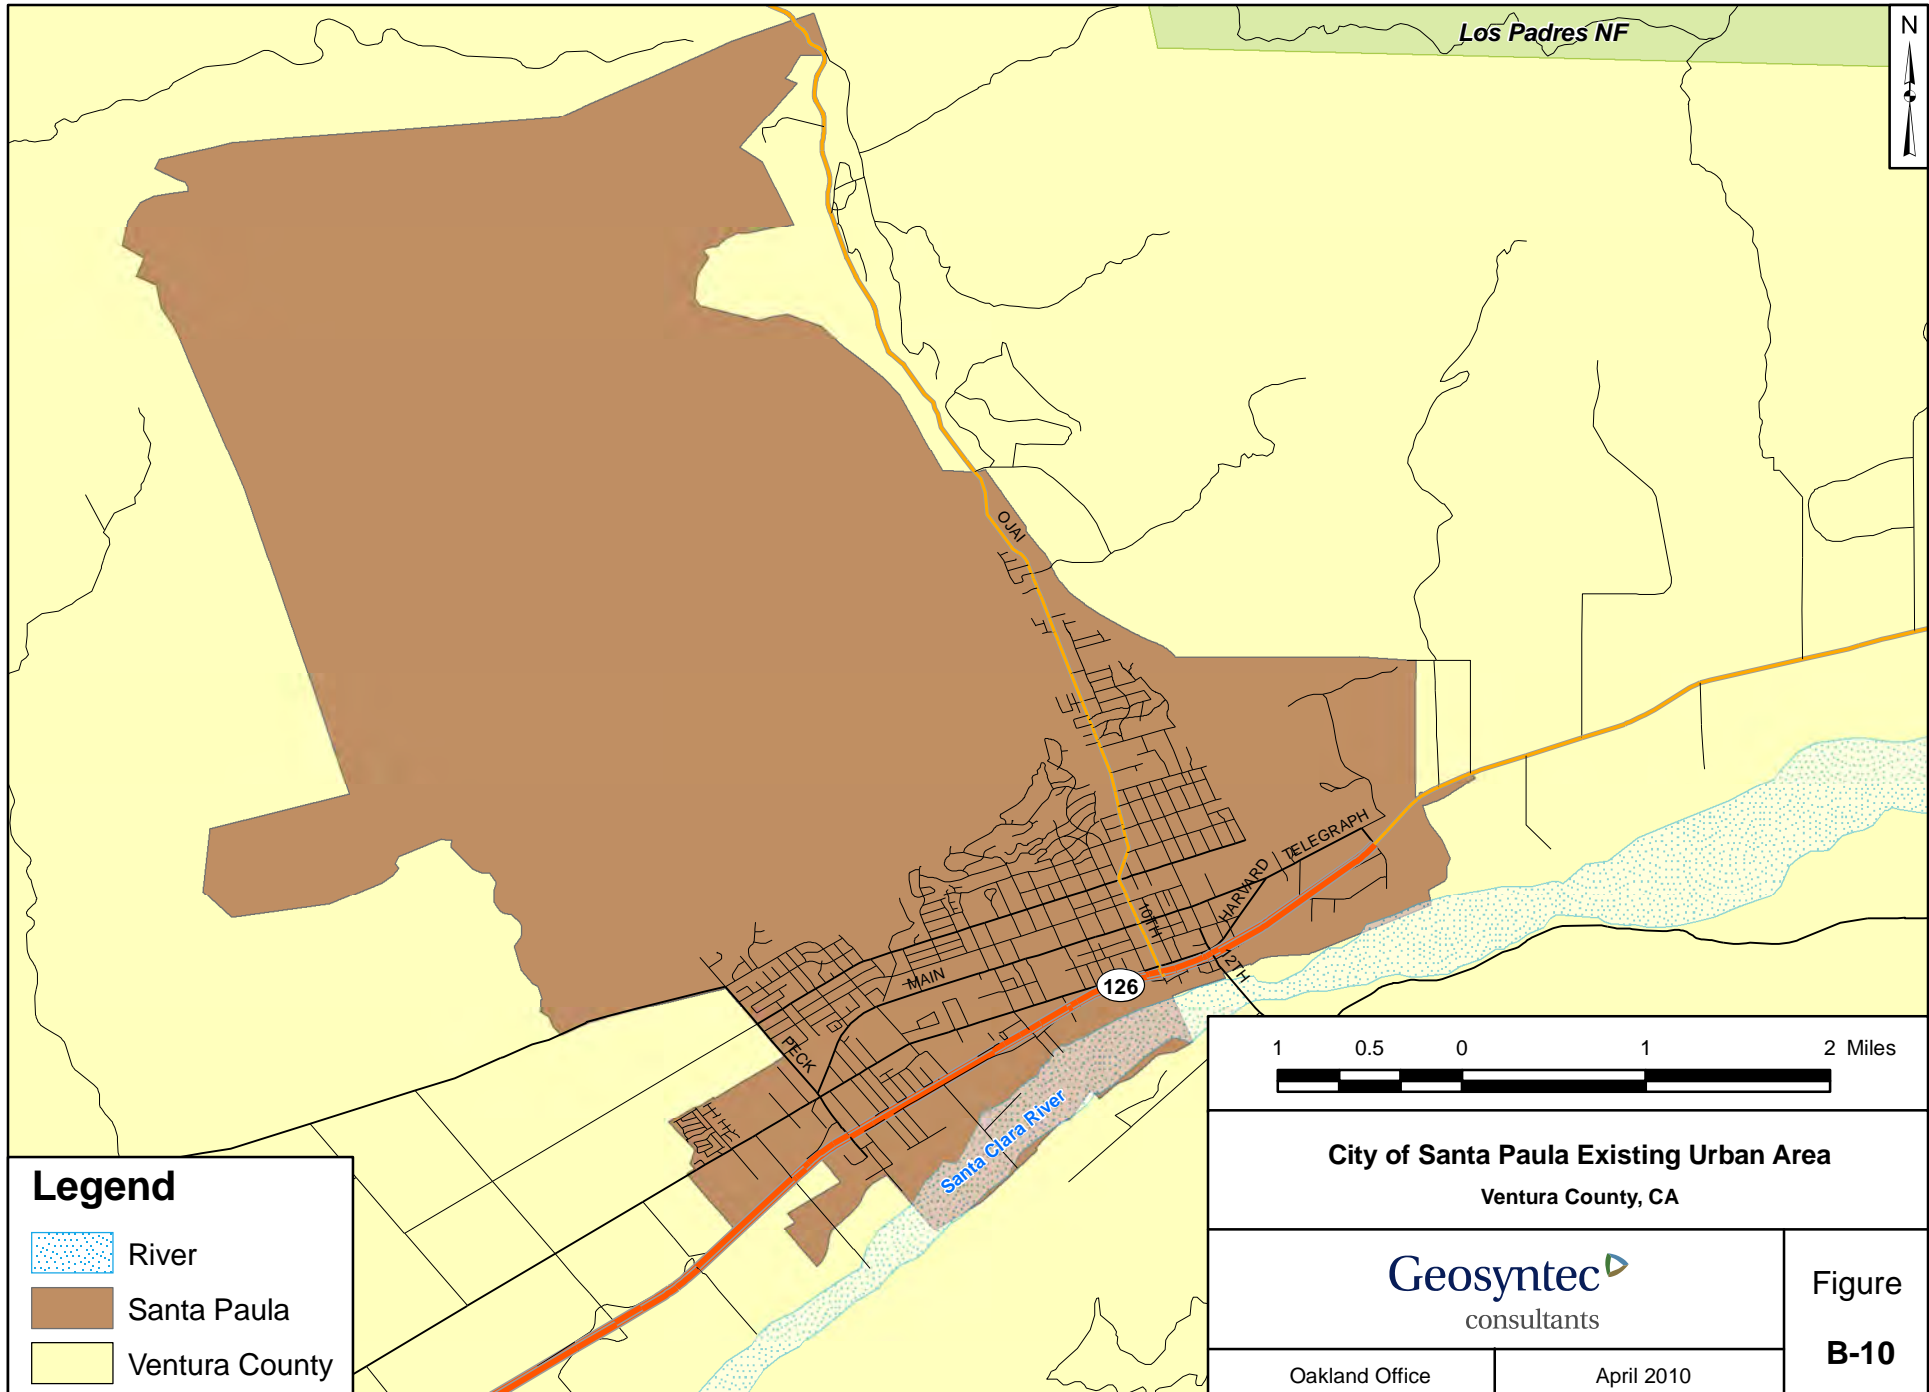 Los Padres NF
N
OJAI
TELEGRAPH
HARVARD
10TH
12TH
MAIN
126
PECK
Santa Clara River
1 0.5 0 1 2 Miles
City of Santa Paula Existing Urban Area
Ventura County, CA
Geosyntec
consultants
Figure
B-10
Oakland Office
April 2010
Legend
River
Santa Paula
Ventura County